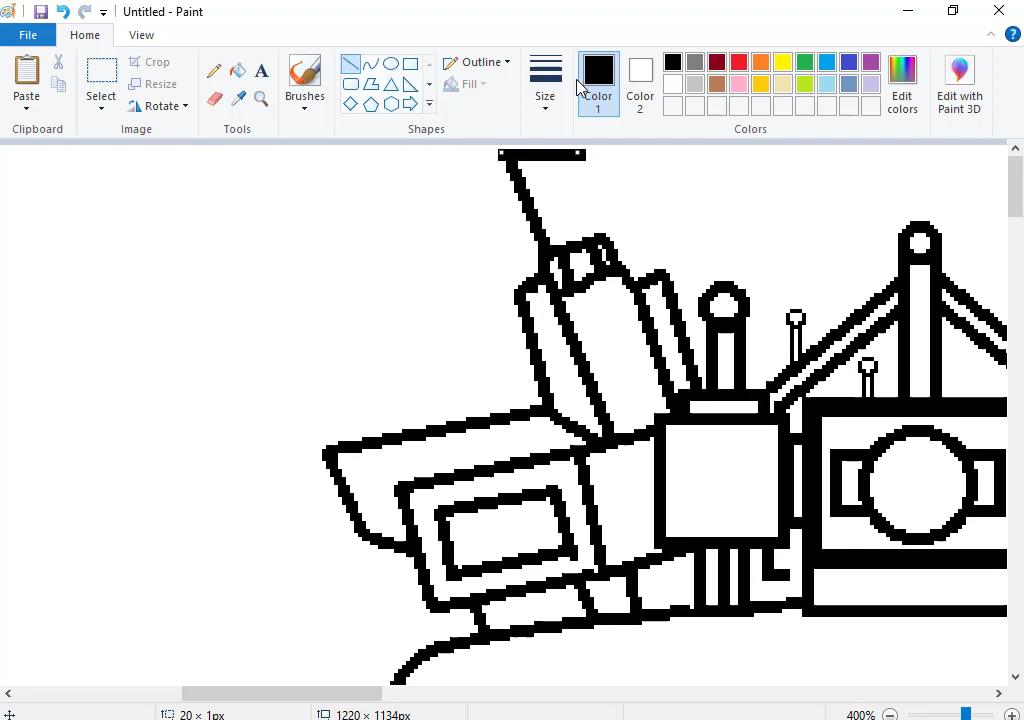 Untitled - Paint
File Home View
Paste
Clipboard
Select
Crop
Resize
Rotate
Image
A
Tools
Brushes
Outline
Fill
Shapes
Size
Color 1
Color 2
Edit colors
Colors
Edit with Paint 3D
?
20 × 1px
1220 × 1134px
400%